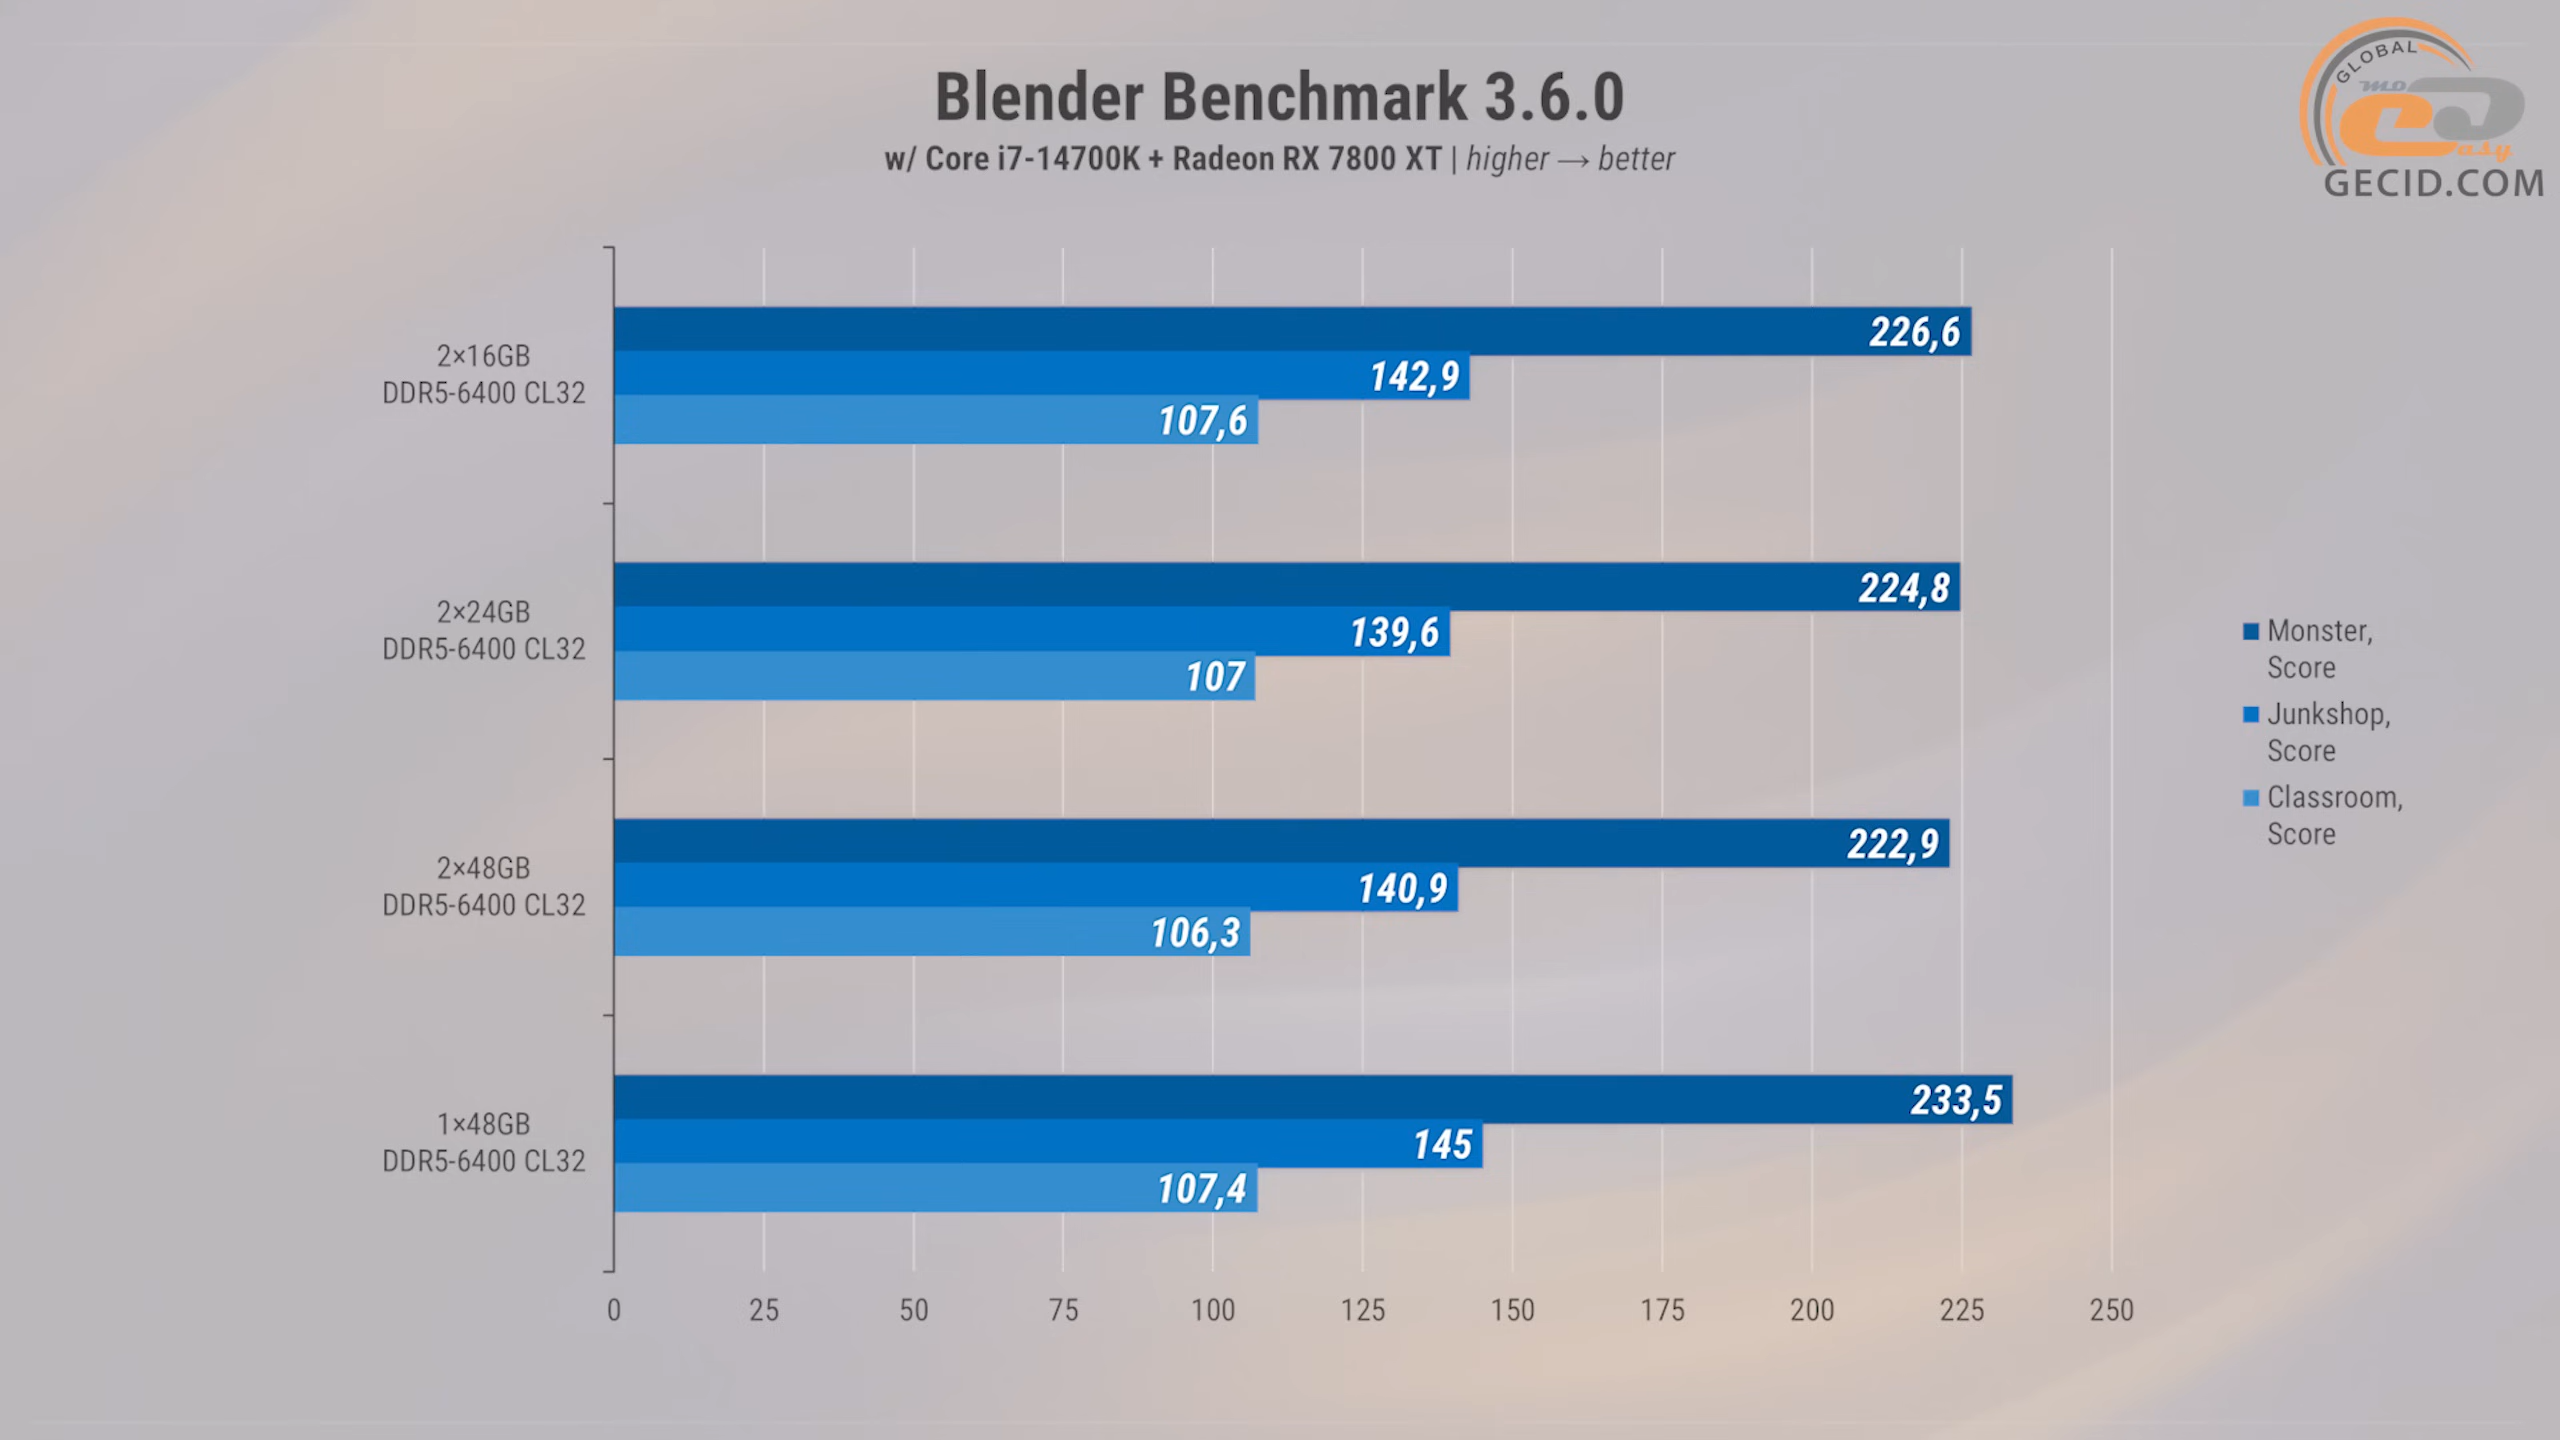 Blender Benchmark 3.6.0
w/ Core i7-14700K + Radeon RX 7800 XT | higher → better
GLOBAL
mo
easy
GECID.COM
2×16GB
DDR5-6400 CL32
226,6
142,9
107,6
2×24GB
DDR5-6400 CL32
224,8
139,6
107
2×48GB
DDR5-6400 CL32
222,9
140,9
106,3
1×48GB
DDR5-6400 CL32
233,5
145
107,4
Monster,
Score
Junkshop,
Score
Classroom,
Score
0 25 50 75 100 125 150 175 200 225 250